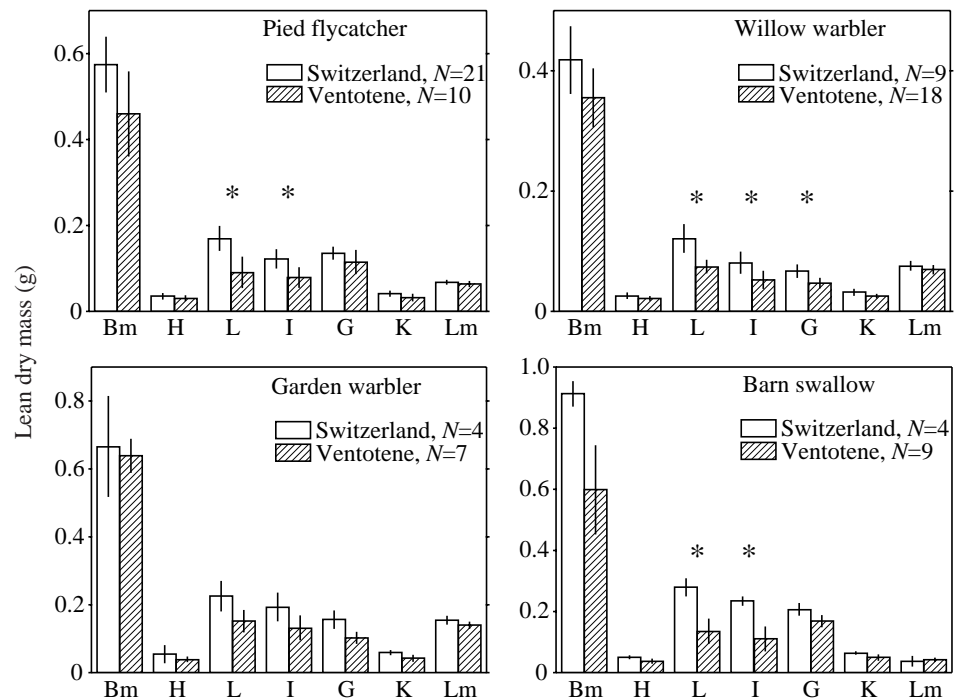 Lean dry mass (g)
Pied flycatcher
0.6
0.4
0.2
0
Switzerland, N=21
Ventotene, N=10
* *
Bm H L I G K Lm
Willow warbler
0.4
0.2
0
Switzerland, N=9
Ventotene, N=18
* * *
Bm H L I G K Lm
Garden warbler
0.8
0.6
0.4
0.2
0
Switzerland, N=4
Ventotene, N=7
Bm H L I G K Lm
Barn swallow
1.0
0.8
0.6
0.4
0.2
0
Switzerland, N=4
Ventotene, N=9
* *
Bm H L I G K Lm